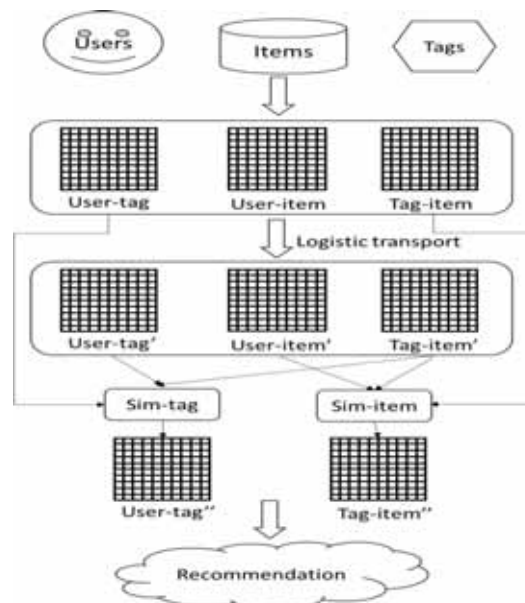 Users
Items
Tags
User-tag
User-item
Tag-item
Logistic transport
User-tag′
User-item′
Tag-item′
Sim-tag
Sim-item
User-tag′′
Tag-item′′
Recommendation